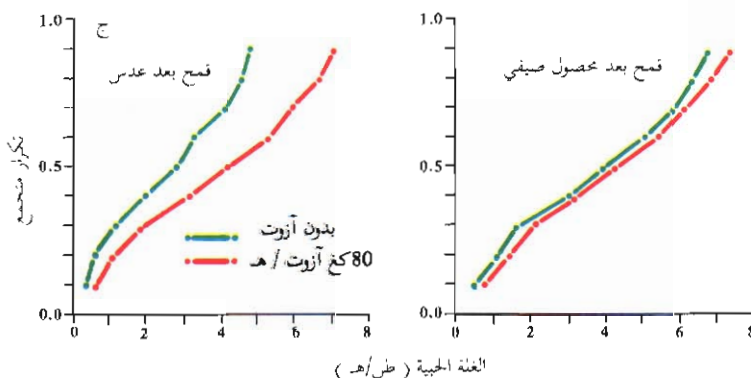 ج
قمح بعد عدس
قمح بعد محصول صيفي
1.0
0.5
0.0
تكرار متجمع
بدون آزوت
80 كغ آزوت / هـ
0 2 4 6 8
1.0
0.5
0.0
0 2 4 6 8
الغلة الحبية ( طن/هـ )